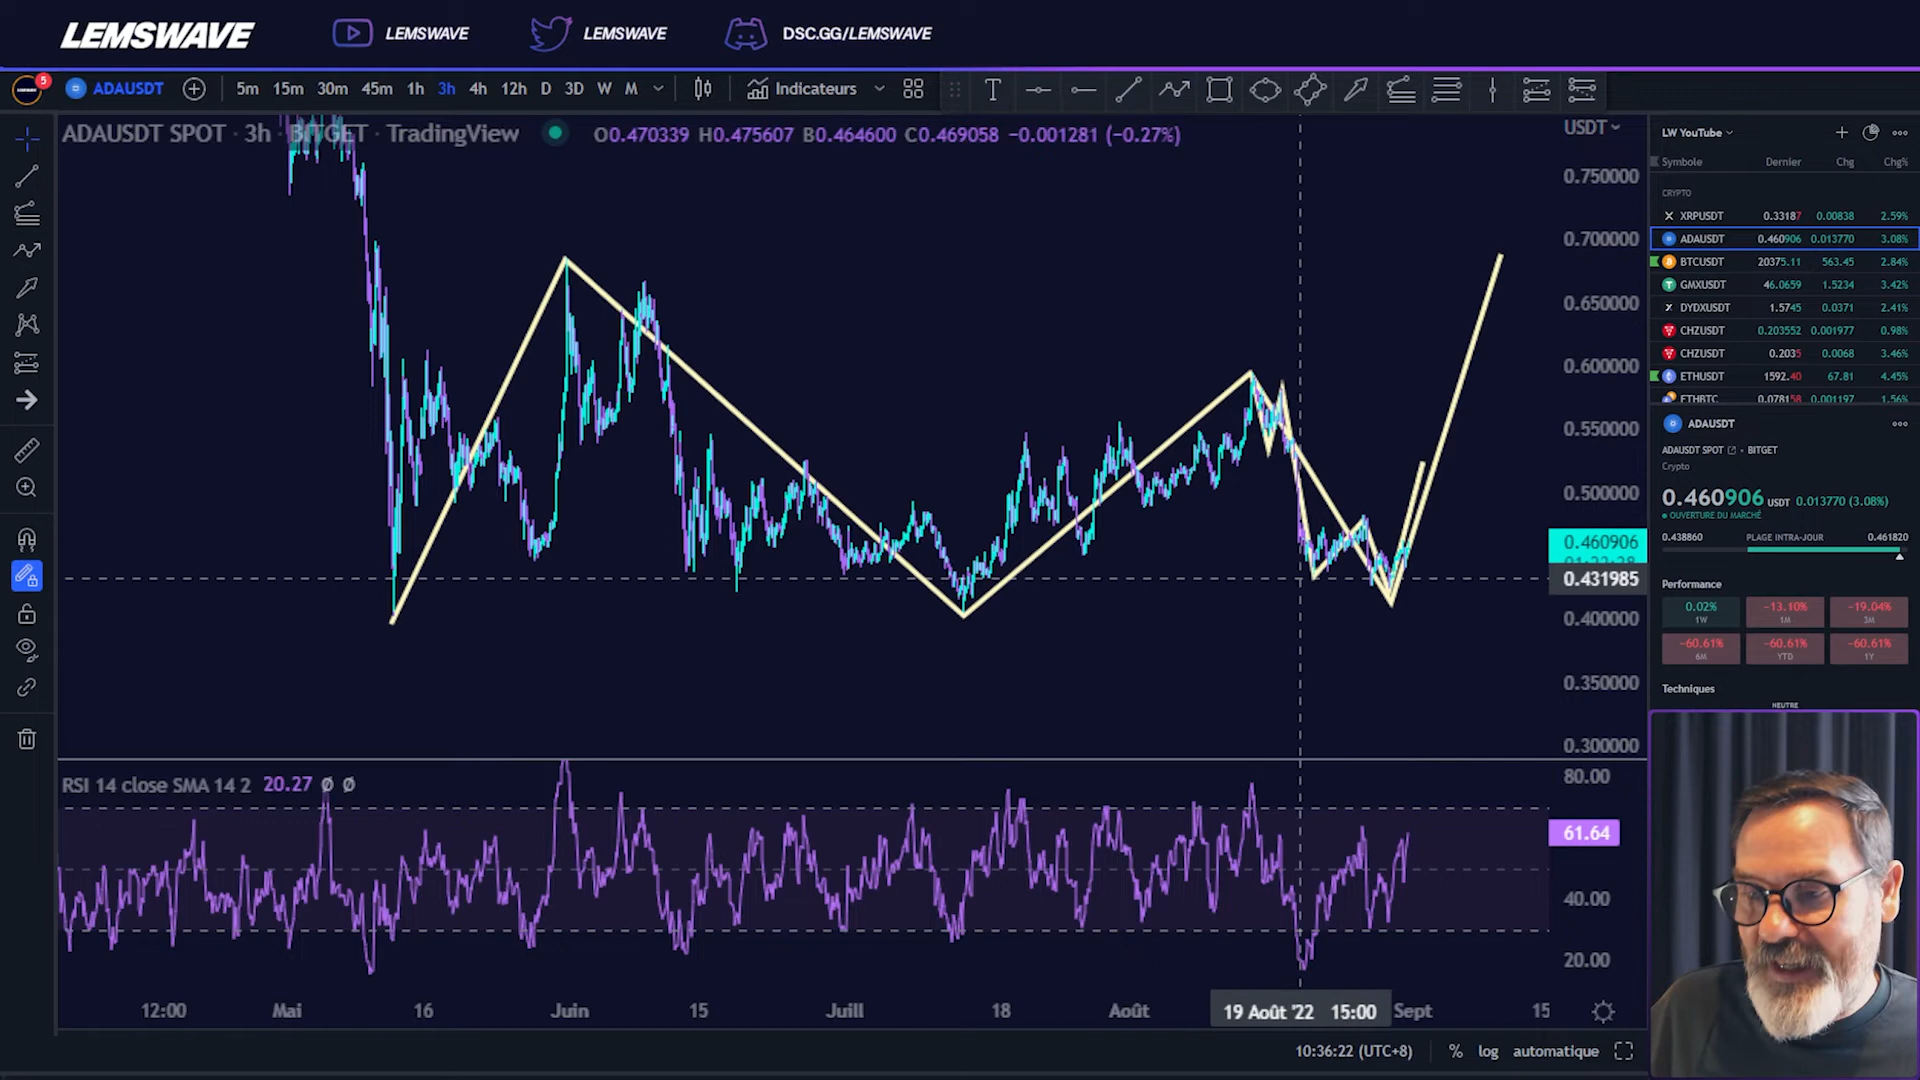 LEMSWAVE LEMSWAVE LEMSWAVE DSC.GG/LEMSWAVE
5 ADAUSDT 5m 15m 30m 45m 1h 3h 4h 12h D 3D W M Indicateurs
ADAUSDT SPOT · 3h · BITGET · TradingView O0.470339 H0.475607 B0.464600 C0.469058 −0.001281 (−0.27%)
USDT
0.750000
0.700000
0.650000
0.600000
0.550000
0.500000
0.460906
0.431985
0.400000
0.350000
0.300000
RSI 14 close SMA 14 2 20.27 Ø Ø
80.00
61.64
40.00
20.00
12:00 Mai 16 Juin 15 Juill 18 Août 19 Août '22 15:00 Sept 15
10:36:22 (UTC+8) % log automatique
LW YouTube
Symbole Dernier Chg Chg%
CRYPTO
XRPUSDT 0.33187 0.00838 2.59%
ADAUSDT 0.460906 0.013770 3.08%
BTCUSDT 20375.11 563.45 2.84%
GMXUSDT 46.0659 1.5234 3.42%
DYDXUSDT 1.5745 0.0371 2.41%
CHZUSDT 0.203552 0.001977 0.98%
CHZUSDT 0.2035 0.0068 3.46%
ETHUSDT 1592.40 67.81 4.45%
ETHBTC 0.078158 0.001197 1.56%
ADAUSDT
ADAUSDT SPOT • BITGET
Crypto
0.460906 USDT 0.013770 (3.08%)
OUVERTURE DU MARCHÉ
0.438860 PLAGE INTRA-JOUR 0.461820
Performance
0.02% −13.10% −19.04%
1W 1M 3M
−60.61% −60.61% −60.61%
6M YTD 1Y
Techniques
NEUTRE